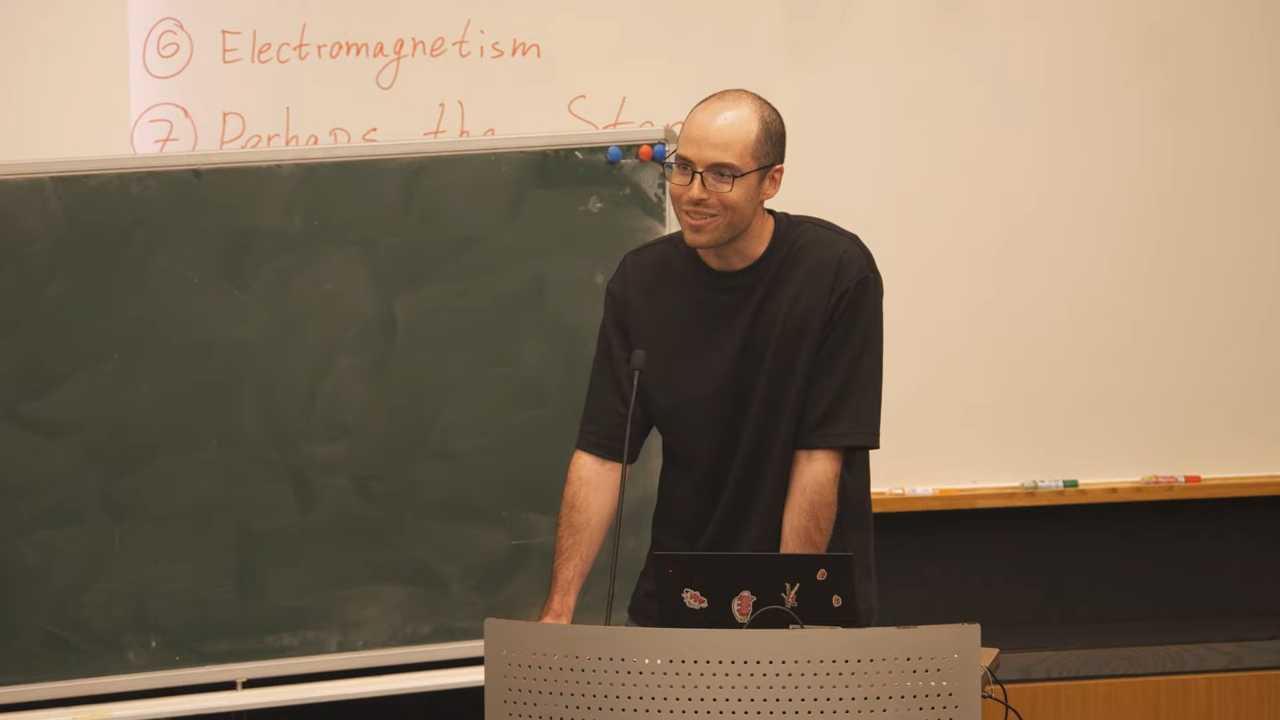 ⑥ Electromagnetism
⑦ Perhaps the